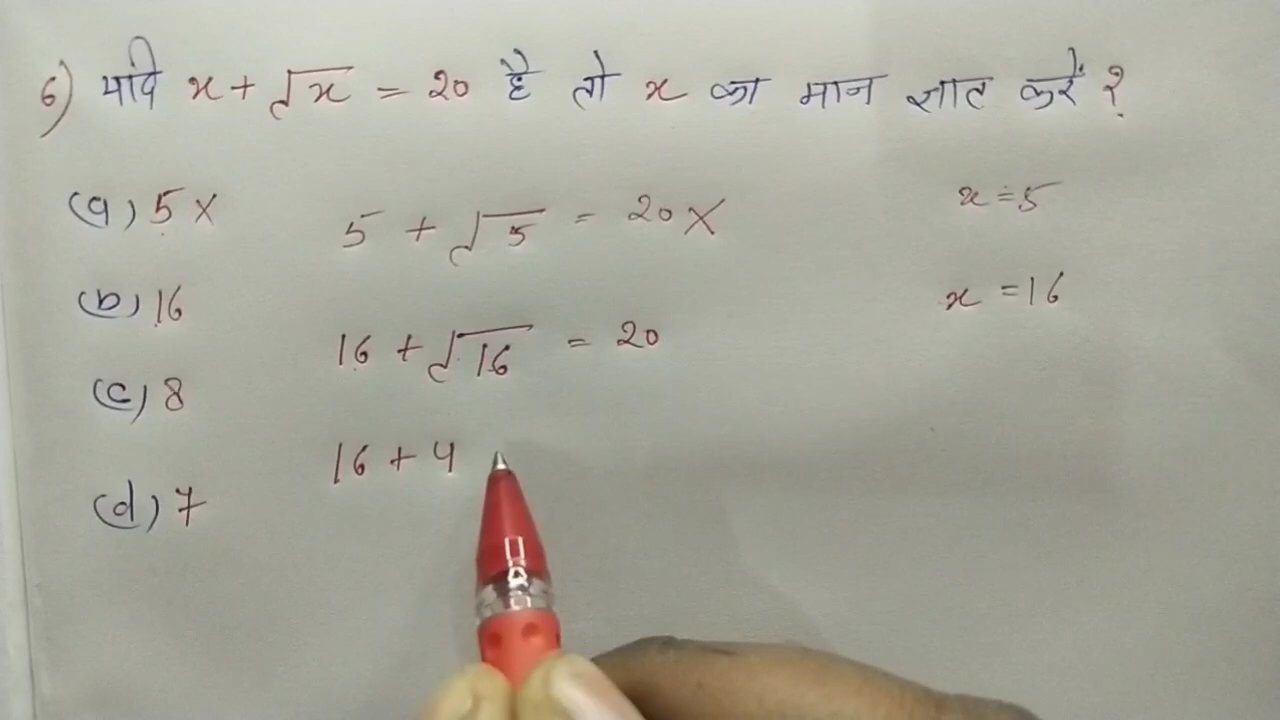 6) यदि x + √x = 20 है तो x का मान ज्ञात करें ?
(a) 5 X 5 + √5 = 20 X x = 5
(b) 16 16 + √16 = 20 x = 16
(c) 8
16 + 4
(d) 7